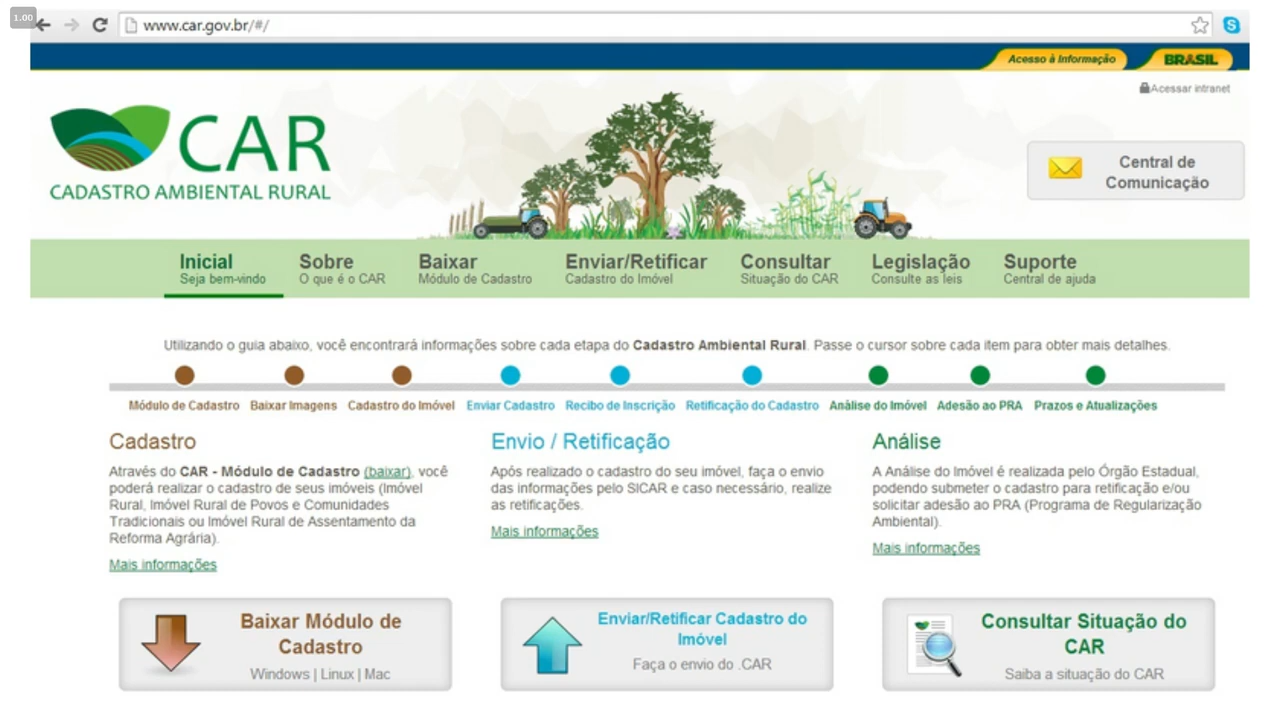 1.00
www.car.gov.br/#/
Acesso à Informação
BRASIL
Acessar intranet
CAR
CADASTRO AMBIENTAL RURAL
Central de
Comunicação
Inicial Sobre Baixar Enviar/Retificar Consultar Legislação Suporte
Seja bem-vindo O que é o CAR Módulo de Cadastro Cadastro do Imóvel Situação do CAR Consulte as leis Central de ajuda
Utilizando o guia abaixo, você encontrará informações sobre cada etapa do Cadastro Ambiental Rural. Passe o cursor sobre cada item para obter mais detalhes.
Módulo de Cadastro Baixar Imagens Cadastro do Imóvel Enviar Cadastro Recibo de Inscrição Retificação do Cadastro Análise do Imóvel Adesão ao PRA Prazos e Atualizações
Cadastro
Através do CAR - Módulo de Cadastro (baixar), você
poderá realizar o cadastro de seus imóveis (Imóvel
Rural, Imóvel Rural de Povos e Comunidades
Tradicionais ou Imóvel Rural de Assentamento da
Reforma Agrária).
Mais informações
Envio / Retificação
Após realizado o cadastro do seu imóvel, faça o envio
das informações pelo SICAR e caso necessário, realize
as retificações.
Mais informações
Análise
A Análise do Imóvel é realizada pelo Órgão Estadual,
podendo submeter o cadastro para retificação e/ou
solicitar adesão ao PRA (Programa de Regularização
Ambiental).
Mais informações
Baixar Módulo de
Cadastro
Windows | Linux | Mac
Enviar/Retificar Cadastro do
Imóvel
Faça o envio do .CAR
Consultar Situação do
CAR
Saiba a situação do CAR